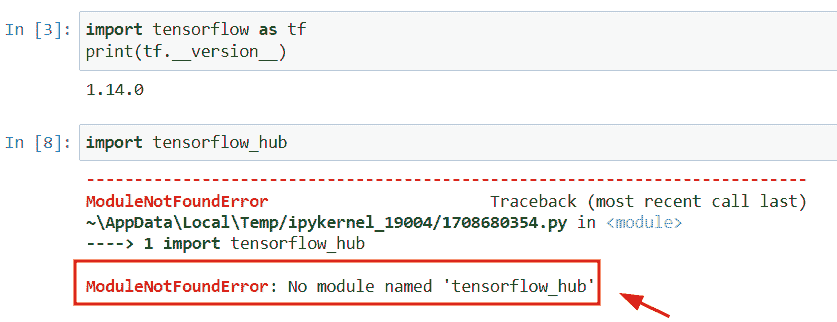 In [3]: import tensorflow as tf
print(tf.__version__)
1.14.0
In [8]: import tensorflow_hub
---------------------------------------------------------------------------
ModuleNotFoundError                       Traceback (most recent call last)
~\AppData\Local\Temp/ipykernel_19004/1708680354.py in <module>
----> 1 import tensorflow_hub
ModuleNotFoundError: No module named 'tensorflow_hub'